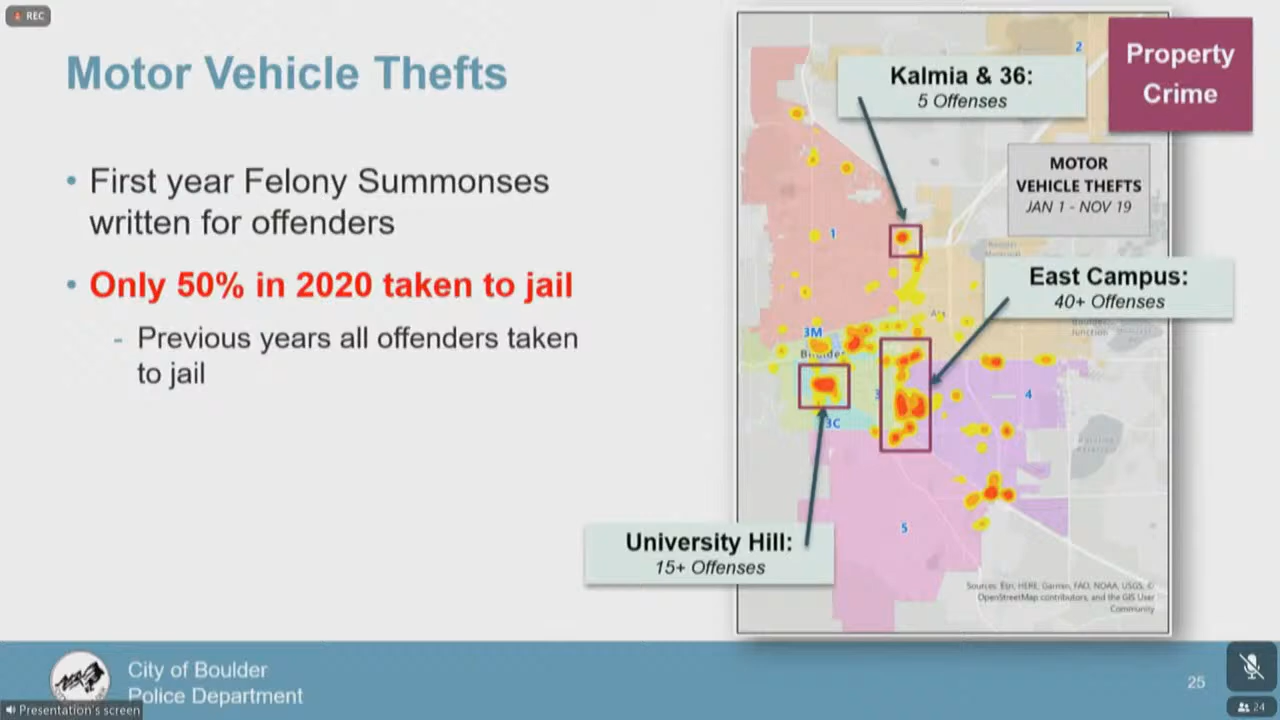 REC
Motor Vehicle Thefts
• First year Felony Summonses
written for offenders
• Only 50% in 2020 taken to jail
- Previous years all offenders taken
to jail
Property
Crime
Kalmia & 36:
5 Offenses
MOTOR
VEHICLE THEFTS
JAN 1 - NOV 19
East Campus:
40+ Offenses
University Hill:
15+ Offenses
2
1
3M
Boulder
3
3C
4
5
Sources: Esri, HERE, Garmin, FAO, NOAA, USGS, ©
OpenStreetMap contributors, and the GIS User
Community
City of Boulder
Police Department
25
Presentation's screen
24